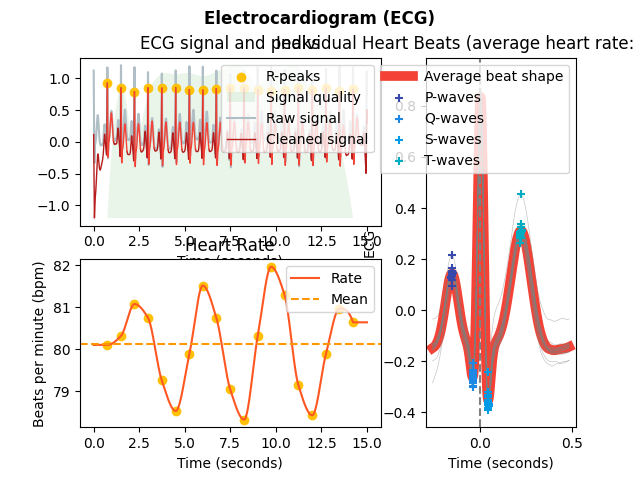 Electrocardiogram (ECG)
ECG signal and peaks
Individual Heart Beats (average heart rate:
R-peaks
Signal quality
Raw signal
Cleaned signal
1.0
0.5
0.0
−0.5
−1.0
0.0 2.5 5.0 7.5 10.0 12.5 15.0
Time (seconds)
Average beat shape
P-waves
Q-waves
S-waves
T-waves
0.8
0.6
0.4
0.2
0.0
−0.2
−0.4
ECG
0.0 0.5
Time (seconds)
Heart Rate
Rate
Mean
82
81
80
79
Beats per minute (bpm)
0.0 2.5 5.0 7.5 10.0 12.5 15.0
Time (seconds)